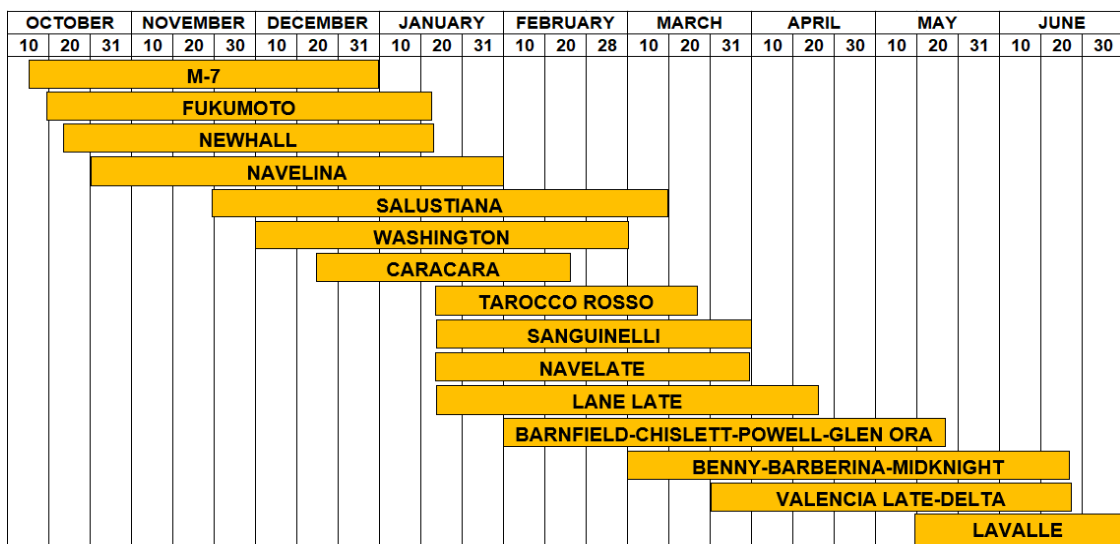 OCTOBER NOVEMBER DECEMBER JANUARY FEBRUARY MARCH APRIL MAY JUNE
10 20 31 10 20 30 10 20 31 10 20 31 10 20 28 10 20 31 10 20 30 10 20 31 10 20 30
M-7
FUKUMOTO
NEWHALL
NAVELINA
SALUSTIANA
WASHINGTON
CARACARA
TAROCCO ROSSO
SANGUINELLI
NAVELATE
LANE LATE
BARNFIELD-CHISLETT-POWELL-GLEN ORA
BENNY-BARBERINA-MIDKNIGHT
VALENCIA LATE-DELTA
LAVALLE